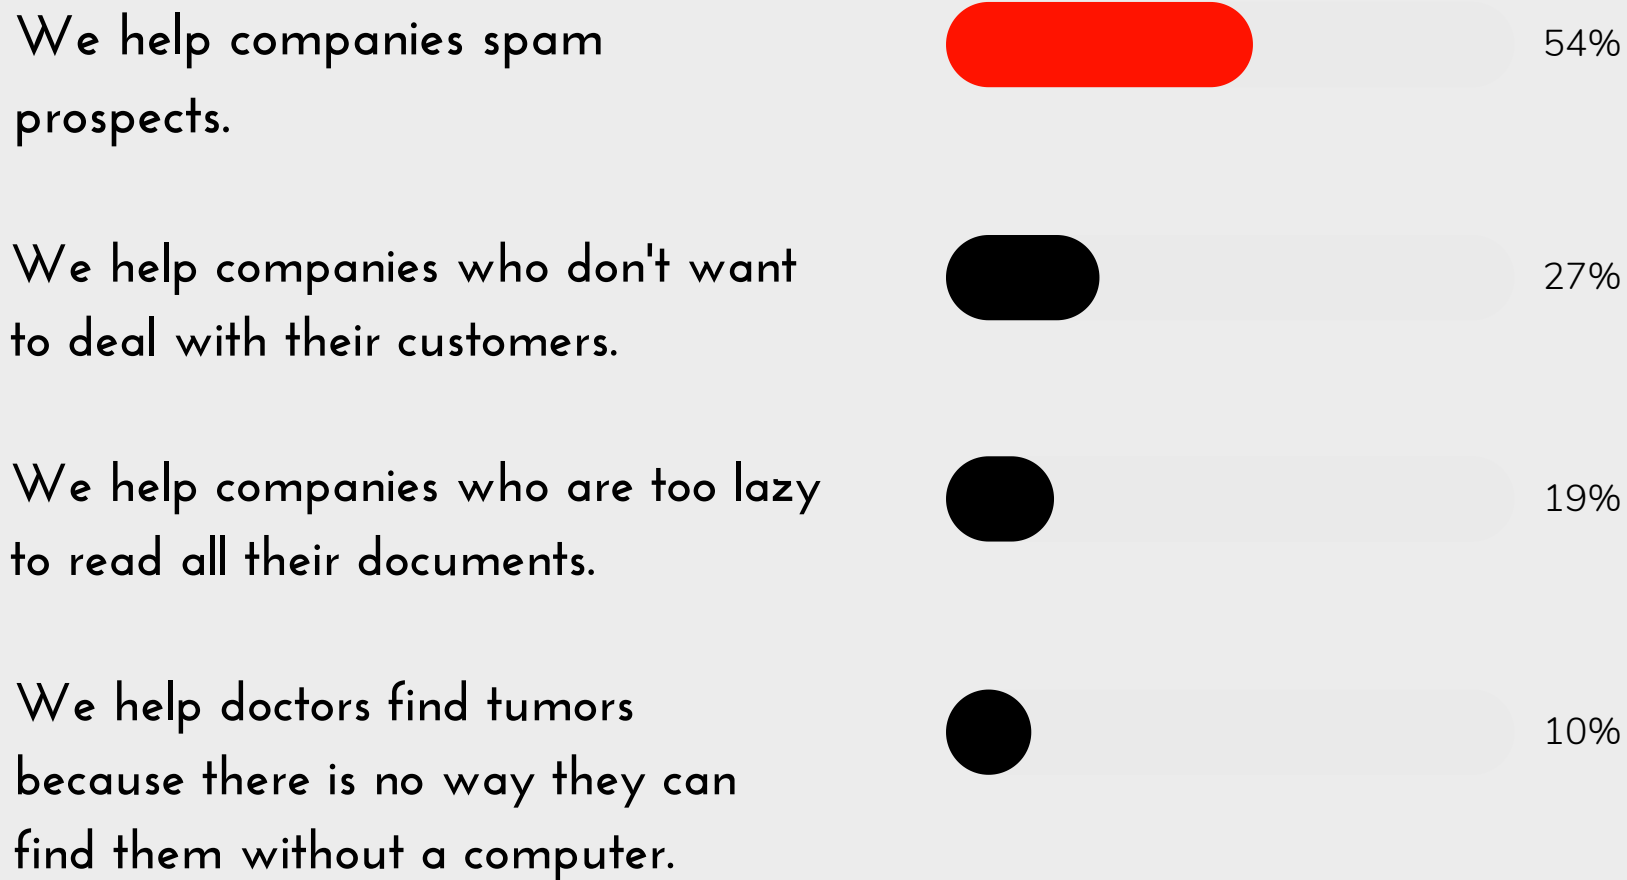 We help companies spam
prospects.
54%
We help companies who don't want
to deal with their customers.
27%
We help companies who are too lazy
to read all their documents.
19%
We help doctors find tumors
because there is no way they can
find them without a computer.
10%